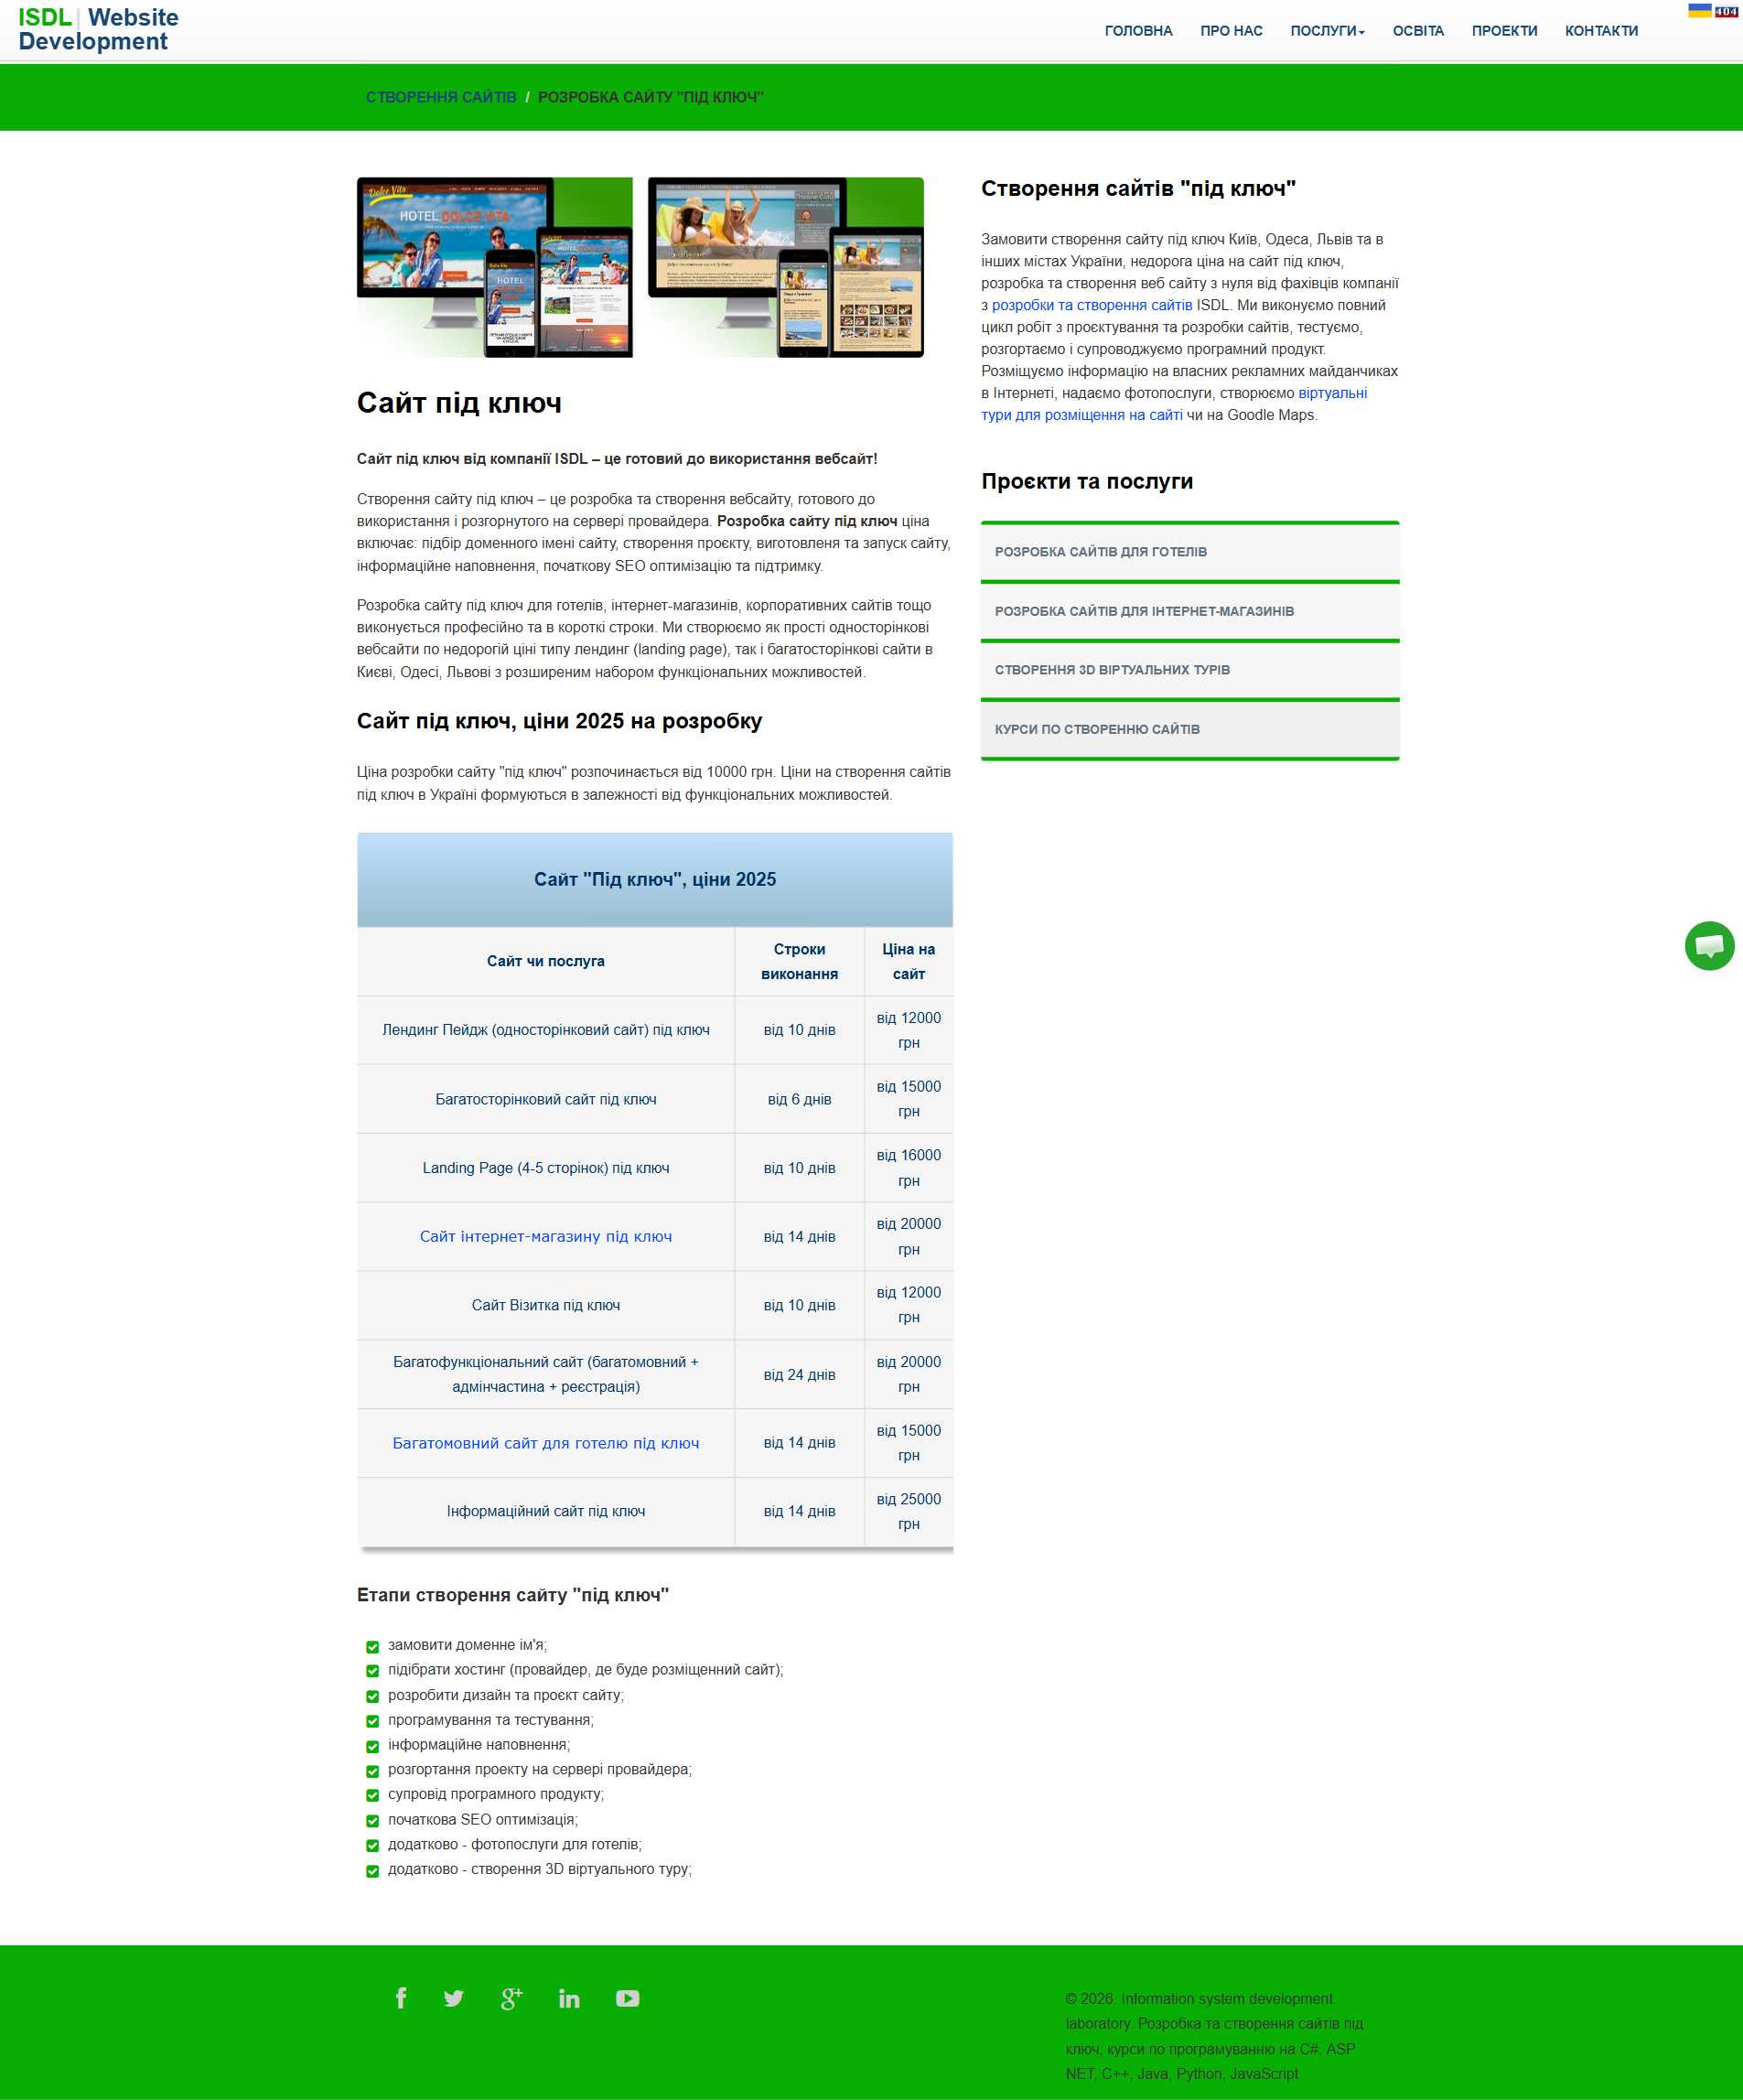 ISDL | Website
Development
ГОЛОВНА ПРО НАС ПОСЛУГИ ОСВІТА ПРОЕКТИ КОНТАКТИ
404
СТВОРЕННЯ САЙТІВ / РОЗРОБКА САЙТУ "ПІД КЛЮЧ"
Dolce Vita
HOTEL DOLCE VITA
Сайт під ключ
Сайт під ключ від компанії ISDL – це готовий до використання вебсайт!
Створення сайту під ключ – це розробка та створення вебсайту, готового до
використання і розгорнутого на сервері провайдера. Розробка сайту під ключ ціна
включає: підбір доменного імені сайту, створення проєкту, виготовленя та запуск сайту,
інформаційне наповнення, початкову SEO оптимізацію та підтримку.
Розробка сайту під ключ для готелів, інтернет-магазинів, корпоративних сайтів тощо
виконується професійно та в короткі строки. Ми створюємо як прості односторінкові
вебсайти по недорогій ціні типу лендинг (landing page), так і багатосторінкові сайти в
Києві, Одесі, Львові з розширеним набором функціональних можливостей.
Сайт під ключ, ціни 2025 на розробку
Ціна розробки сайту "під ключ" розпочинається від 10000 грн. Ціни на створення сайтів
під ключ в Україні формуються в залежності від функціональних можливостей.
Сайт "Під ключ", ціни 2025
Сайт чи послуга
Строки
виконання
Ціна на
сайт
Лендинг Пейдж (односторінковий сайт) під ключ
від 10 днів
від 12000
грн
Багатосторінковий сайт під ключ
від 6 днів
від 15000
грн
Landing Page (4-5 сторінок) під ключ
від 10 днів
від 16000
грн
Сайт інтернет-магазину під ключ
від 14 днів
від 20000
грн
Сайт Візитка під ключ
від 10 днів
від 12000
грн
Багатофункціональний сайт (багатомовний +
адмінчастина + реєстрація)
від 24 днів
від 20000
грн
Багатомовний сайт для готелю під ключ
від 14 днів
від 15000
грн
Інформаційний сайт під ключ
від 14 днів
від 25000
грн
Етапи створення сайту "під ключ"
замовити доменне ім'я;
підібрати хостинг (провайдер, де буде розміщенний сайт);
розробити дизайн та проєкт сайту;
програмування та тестування;
інформаційне наповнення;
розгортання проекту на сервері провайдера;
супровід програмного продукту;
початкова SEO оптимізація;
додатково - фотопослуги для готелів;
додатково - створення 3D віртуального туру;
Створення сайтів "під ключ"
Замовити створення сайту під ключ Київ, Одеса, Львів та в
інших містах України, недорога ціна на сайт під ключ,
розробка та створення веб сайту з нуля від фахівців компанії
з розробки та створення сайтів ISDL. Ми виконуємо повний
цикл робіт з проєктування та розробки сайтів, тестуємо,
розгортаємо і супроводжуємо програмний продукт.
Розміщуємо інформацію на власних рекламних майданчиках
в Інтернеті, надаємо фотопослуги, створюємо віртуальні
тури для розміщення на сайті чи на Goodle Maps.
Проєкти та послуги
РОЗРОБКА САЙТІВ ДЛЯ ГОТЕЛІВ
РОЗРОБКА САЙТІВ ДЛЯ ІНТЕРНЕТ-МАГАЗИНІВ
СТВОРЕННЯ 3D ВІРТУАЛЬНИХ ТУРІВ
КУРСИ ПО СТВОРЕННЮ САЙТІВ
© 2026. Information system development
laboratory. Розробка та створення сайтів під
ключ, курси по програмуванню на C#, ASP
NET, C++, Java, Python, JavaScript